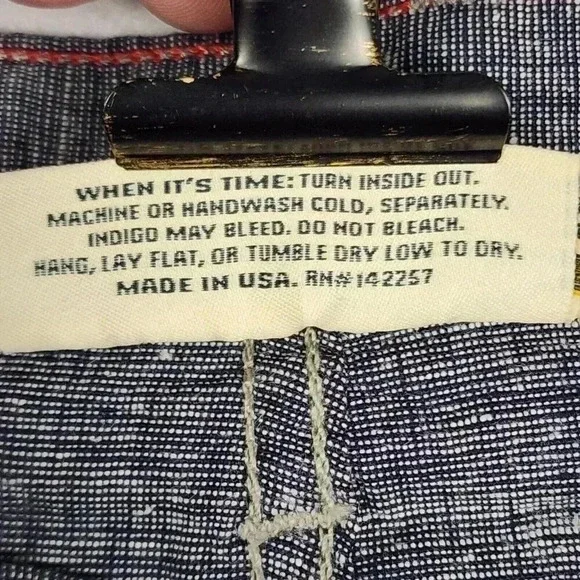 WHEN IT'S TIME: TURN INSIDE OUT.
MACHINE OR HANDWASH COLD, SEPARATELY.
INDIGO MAY BLEED. DO NOT BLEACH.
HANG, LAY FLAT, OR TUMBLE DRY LOW TO DRY.
MADE IN USA. RN#142257